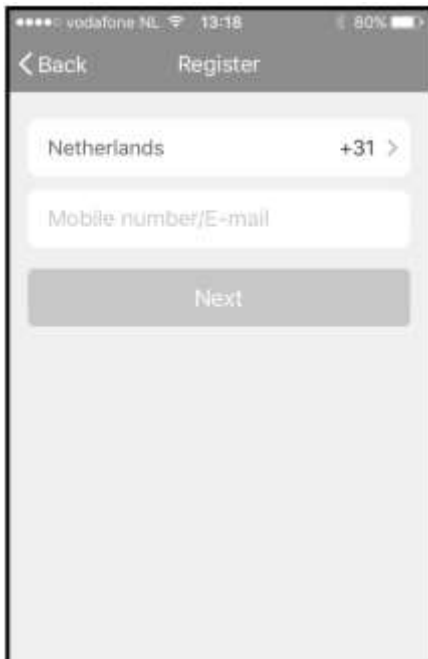 vodafone NL 13:18 80%
Back Register
Netherlands +31
Mobile number/E-mail
Next